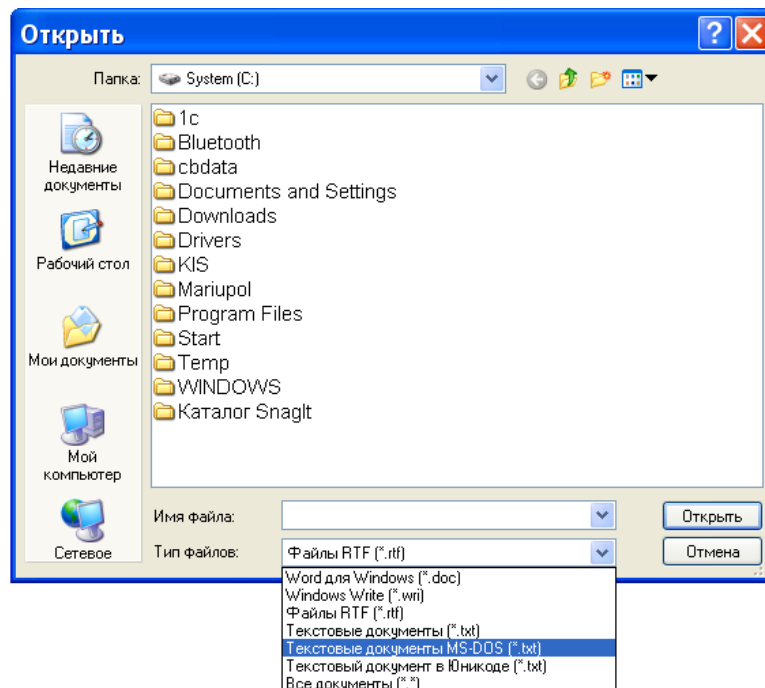 Открыть
Папка: System (C:)
Недавние
документы
Рабочий стол
Мои документы
Мой
компьютер
Сетевое
1c
Bluetooth
cbdata
Documents and Settings
Downloads
Drivers
KIS
Mariupol
Program Files
Start
Temp
WINDOWS
Каталог SnagIt
Имя файла: Открыть
Тип файлов: Файлы RTF (*.rtf) Отмена
Word для Windows (*.doc)
Windows Write (*.wri)
Файлы RTF (*.rtf)
Текстовые документы (*.txt)
Текстовые документы MS-DOS (*.txt)
Текстовый документ в Юникоде (*.txt)
Все документы (*.*)